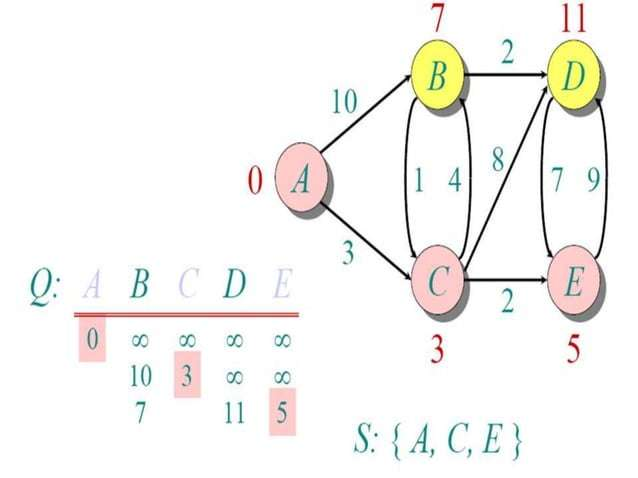 7 11
B 2 D
10
0 A 1 4 8 7 9
3
C 2 E
3 5
Q: A B C D E
0 ∞ ∞ ∞ ∞
10 3 ∞ ∞
7 11 5
S: { A, C, E }